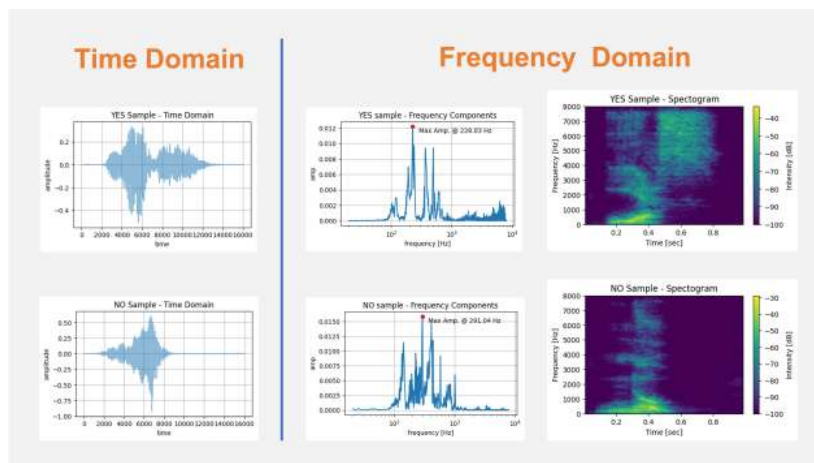 Time Domain
Frequency Domain
YES Sample - Time Domain
0.2
0.0
−0.2
−0.4
amplitude
0 2000 4000 6000 8000 10000 12000 14000 16000
time
YES sample - Frequency Components
Max Amp. @ 228.03 Hz
0.012
0.010
0.008
0.006
0.004
0.002
0.000
amp
10² 10³ 10⁴
frequency [Hz]
YES Sample - Spectogram
8000
7000
6000
5000
4000
3000
2000
1000
0
Frequency [Hz]
0.2 0.4 0.6 0.8
Time [sec]
−40
−50
−60
−70
−80
−90
−100
Intensity [dB]
NO Sample - Time Domain
0.50
0.25
0.00
−0.25
−0.50
−0.75
−1.00
amplitude
0 2000 4000 6000 8000 10000 12000 14000 16000
time
NO sample - Frequency Components
Max Amp. @ 291.04 Hz
0.0150
0.0125
0.0100
0.0075
0.0050
0.0025
0.0000
amp
10² 10³ 10⁴
frequency [Hz]
NO Sample - Spectogram
8000
7000
6000
5000
4000
3000
2000
1000
0
Frequency [Hz]
0.2 0.4 0.6 0.8
Time [sec]
−30
−40
−50
−60
−70
−80
−90
−100
Intensity [dB]